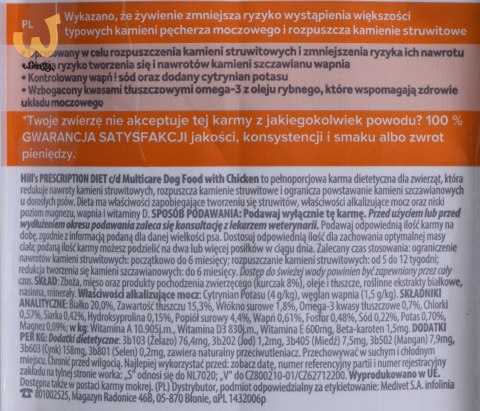 PL
Wykazano, że żywienie zmniejsza ryzyko wystąpienia większości
typowych kamieni pęcherza moczowego i rozpuszcza kamienie struwitowe
w celu rozpuszczenia kamieni struwitowych i zmniejszenia ryzyka ich nawrotu
ryzyko tworzenia się i nawrotów kamieni szczawianu wapnia
• Kontrolowany wapń i sód oraz dodany cytrynian potasu
• Wzbogacony kwasami tłuszczowymi omega-3 z oleju rybnego, które wspomagają zdrowie
układu moczowego
*Twoje zwierzę nie akceptuje tej karmy z jakiegokolwiek powodu? 100 %
GWARANCJA SATYSFAKCJI jakości, konsystencji i smaku albo zwrot
pieniędzy.
Hill's PRESCRIPTION DIET c/d Multicare Dog Food with Chicken to pełnoporcjowa karma dietetyczna dla zwierząt, która
redukuje nawroty kamieni struwitowych, rozpuszcza kamienie struwitowe i ogranicza powstawanie kamieni szczawianowych
u dorosłych psów. Dieta ma właściwości zapobiegające tworzeniu się struwitów, właściwości alkalizujące mocz oraz niski
poziom magnezu, wapnia i witaminy D. SPOSÓB PODAWANIA: Podawaj wyłącznie tę karmę. Przed użyciem lub przed
wydłużeniem okresu podawania zaleca się konsultację z lekarzem weterynarii. Podawaj odpowiednią ilość karmy na
dobę, zgodnie z informacją podaną dla danej wielkości psa. Dostosuj odpowiednią ilość dla zachowania optymalnej masy
ciała; podaną ilość karmy możesz podzielić na dwa lub więcej posiłków w ciągu dnia. Zalecany czas stosowania: ograniczenie
nawrotów kamieni struwitowych: początkowo do 6 miesięcy; rozpuszczanie kamieni struwitowych: od 5 do 12 tygodni;
redukcja tworzenia się kamieni szczawianowych: do 6 miesięcy. Dostęp do świeżej wody powinien być zapewniony przez cały
czas. SKŁAD: Zboża, mięso oraz produkty pochodzenia zwierzęcego (kurczak 8%), oleje i tłuszcze, roślinne ekstrakty białkowe,
nasiona, minerały. Właściwości alkalizujące mocz: Cytrynian Potasu (4 g/kg), węglan wapnia (1,5 g/kg). SKŁADNIKI
ANALITYCZNE: Białko 20,0%, Zawartość tłuszczu 15,3%, Włókno surowe 1,8%, Omega-3 kwasy tłuszczowe 0,7%, Chlorki
0,57%, Siarka 0,42%, Hydroksyprolina 0,15%, Popiół surowy 4,4%, Wapń 0,61%, Fosfor 0,48%, Sód 0,22%, Potas 0,70%,
Magnez 0,09%; w kg: Witamina A 10.905j.m., Witamina D3 830j.m., Witamina E 600mg, Beta-karoten 1,5mg. DODATKI
PER KG: Dodatki dietetyczne: 3b103 (Żelazo) 76,4mg, 3b202 (Jod) 1,2mg, 3b405 (Miedź) 7,5mg, 3b502 (Mangan) 7,9mg,
3b603 (Cynk) 158mg, 3b801 (Selen) 0,2mg, zawiera naturalny przeciwutleniacz. Przechowywać w suchym i chłodnym
miejscu. Chronić przed wilgocią. Najlepiej wykorzystać przed: zobacz datę, numer referencyjny partii i numer rejestracyjny
zakładu na tylnej stronie worka: „S" odnosi się do NL7020; „V" do CZ800210-01/CZ62712200. Wyprodukowano w UE.
Dostępna także w postaci karmy mokrej. (PL) Dystrybutor, podmiot odpowiedzialny za etykietowanie: Medivet S.A. infolinia
801002525, Magazyn Radonice 46B, 05-870 Błonie, αPL 1432006p